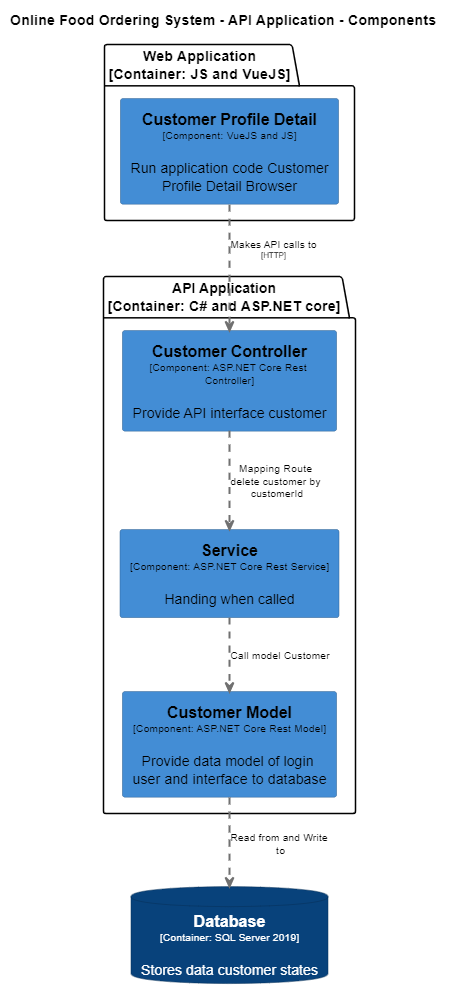 Online Food Ordering System - API Application - Components
Web Application
[Container: JS and VueJS]
Customer Profile Detail
[Component: VueJS and JS]
Run application code Customer
Profile Detail Browser
Makes API calls to
[HTTP]
API Application
[Container: C# and ASP.NET core]
Customer Controller
[Component: ASP.NET Core Rest
Controller]
Provide API interface customer
Mapping Route
delete customer by
customerId
Service
[Component: ASP.NET Core Rest Service]
Handing when called
Call model Customer
Customer Model
[Component: ASP.NET Core Rest Model]
Provide data model of login
user and interface to database
Read from and Write
to
Database
[Container: SQL Server 2019]
Stores data customer states